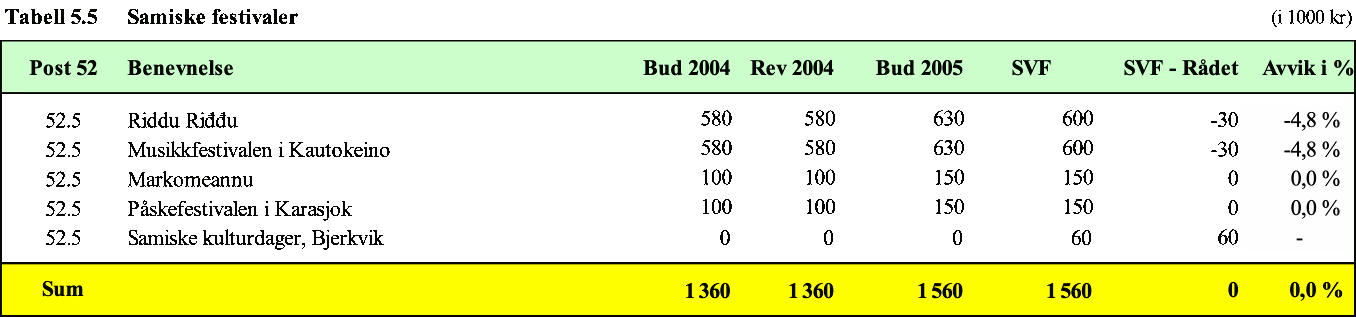 Tabell 5.5 Samiske festivaler (i 1000 kr)
Post 52 Benevnelse Bud 2004 Rev 2004 Bud 2005 SVF SVF - Rådet Avvik i %
52.5 Riddu Riđđu 580 580 630 600 -30 -4,8 %
52.5 Musikkfestivalen i Kautokeino 580 580 630 600 -30 -4,8 %
52.5 Markomeannu 100 100 150 150 0 0,0 %
52.5 Påskefestivalen i Karasjok 100 100 150 150 0 0,0 %
52.5 Samiske kulturdager, Bjerkvik 0 0 0 60 60 -
Sum 1 360 1 360 1 560 1 560 0 0,0 %